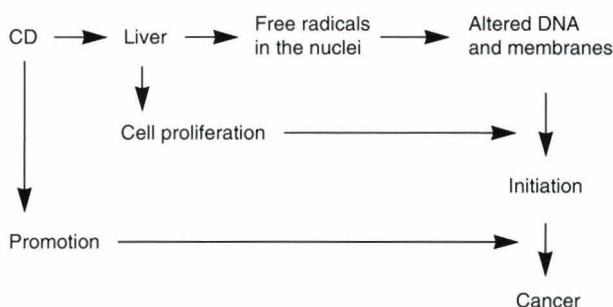 CD
Liver
Free radicals
in the nuclei
Altered DNA
and membranes
Cell proliferation
Initiation
Promotion
Cancer